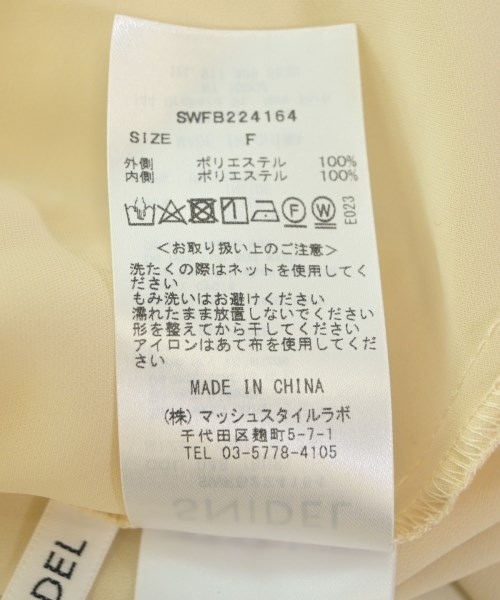 SWFB224164
SIZE F
外側 ポリエステル 100%
内側 ポリエステル 100%
F W E023
＜お取り扱い上のご注意＞
洗たくの際はネットを使用してく
ださい
もみ洗いはお避けください
濡れたまま放置しないでください
形を整えてから干してください
アイロンはあて布を使用してくだ
さい
MADE IN CHINA
(株) マッシュスタイルラボ
千代田区麹町5-7-1
TEL 03-5778-4105
SWFB224164
SNIDEL
DEL